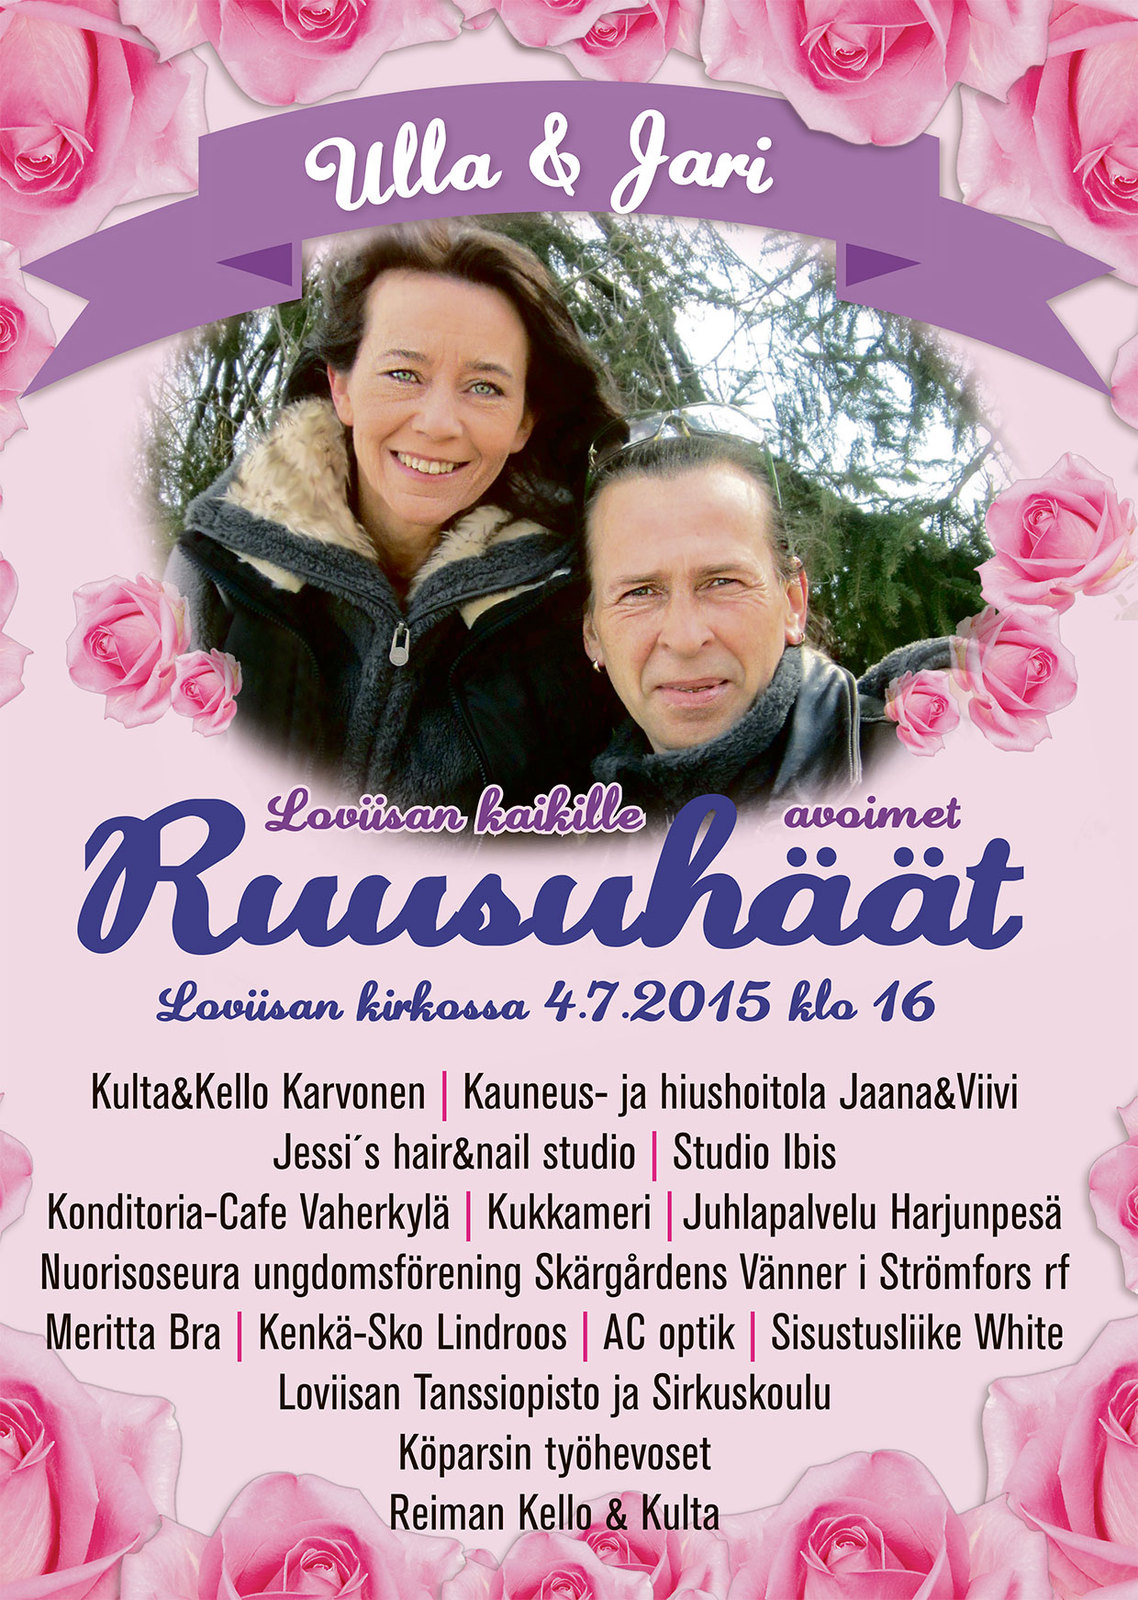 Ulla & Jari
Loviisan kaikille avoimet
Ruusuhäät
Loviisan kirkossa 4.7.2015 klo 16
Kulta&Kello Karvonen | Kauneus- ja hiushoitola Jaana&Viivi
Jessi´s hair&nail studio | Studio Ibis
Konditoria-Cafe Vaherkylä | Kukkameri | Juhlapalvelu Harjunpesä
Nuorisoseura ungdomsförening Skärgårdens Vänner i Strömfors rf
Meritta Bra | Kenkä-Sko Lindroos | AC optik | Sisustusliike White
Loviisan Tanssiopisto ja Sirkuskoulu
Köparsin työhevoset
Reiman Kello & Kulta